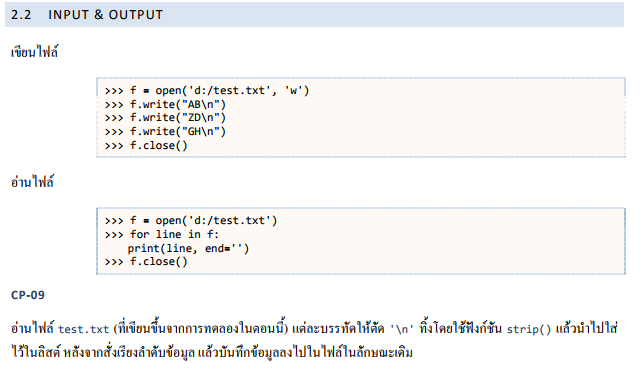 2.2 INPUT & OUTPUT
เขียนไฟล์
>>> f = open('d:/test.txt', 'w')
>>> f.write("AB\n")
>>> f.write("ZD\n")
>>> f.write("GH\n")
>>> f.close()
อ่านไฟล์
>>> f = open('d:/test.txt')
>>> for line in f:
    print(line, end='')
>>> f.close()
CP-09
อ่านไฟล์ test.txt (ที่เขียนขึ้นจากการทดลองในตอนนี้) แต่ละบรรทัดให้ตัด '\n' ทิ้งโดยใช้ฟังก์ชัน strip() แล้วนำไปใส่
ไว้ในลิสต์ หลังจากสั่งเรียงลำดับข้อมูล แล้วบันทึกข้อมูลลงไปในไฟล์ในลักษณะเดิม